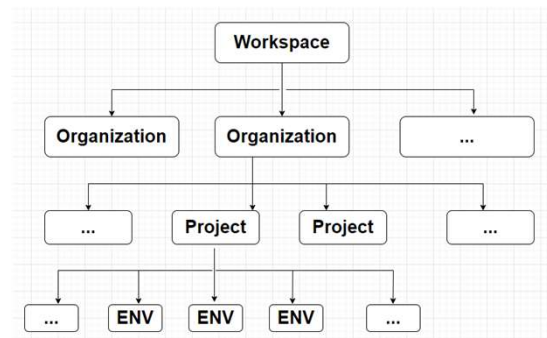 Workspace
Organization Organization ...
... Project Project ...
... ENV ENV ENV ...